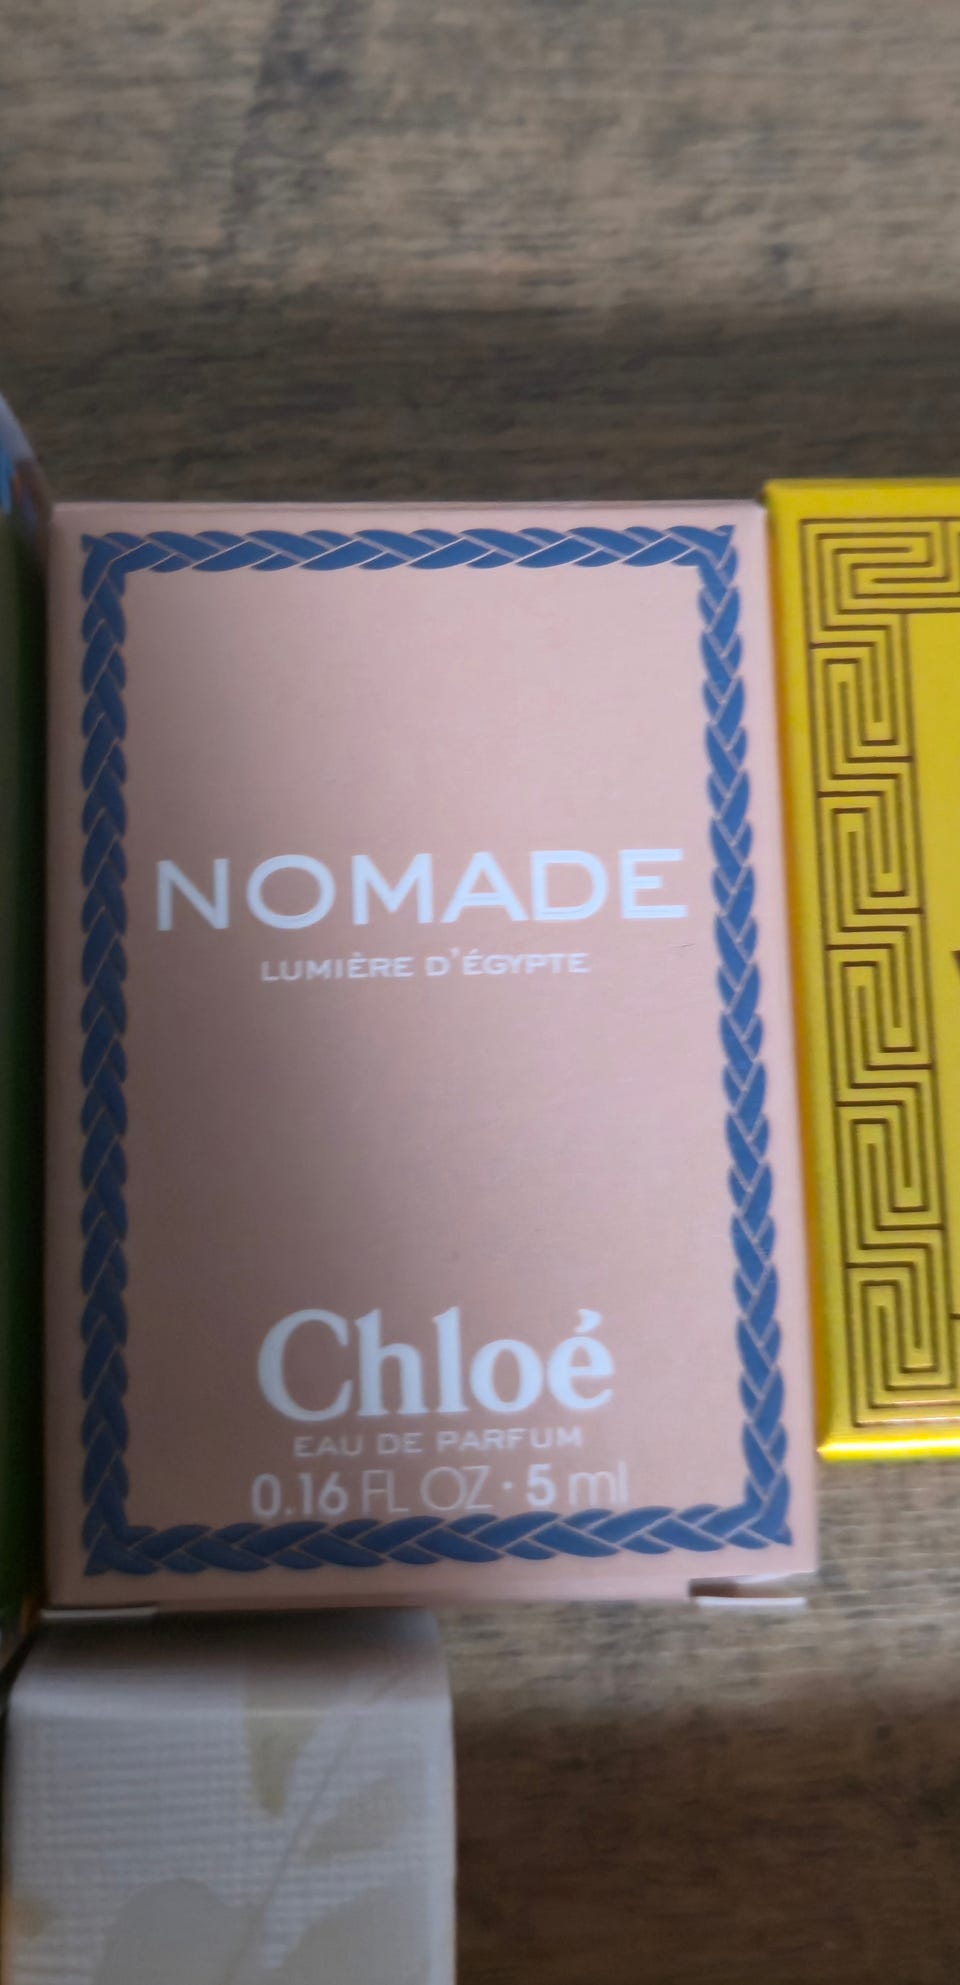 NOMADE
LUMIÈRE D'ÉGYPTE
Chloé
EAU DE PARFUM
0.16 FL OZ · 5 ml